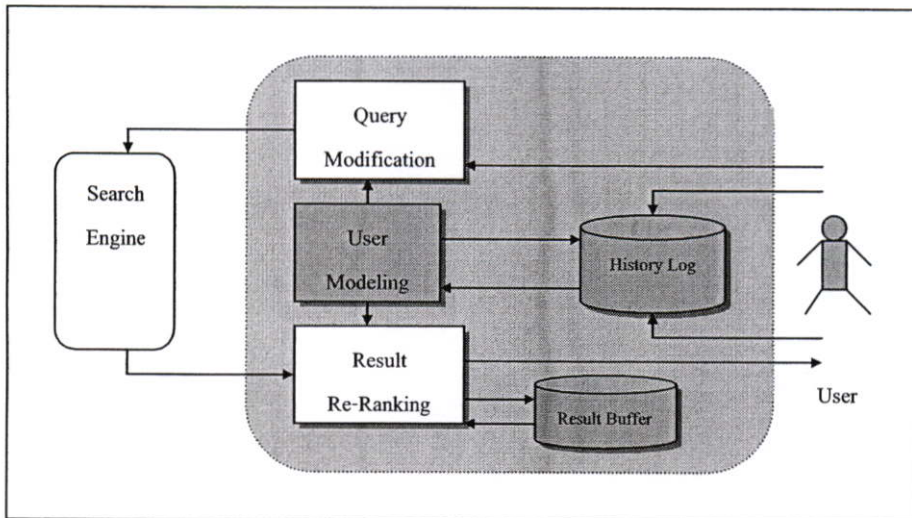 Query
Modification
Search
Engine
User
Modeling
History Log
Result
Re-Ranking
Result Buffer
User